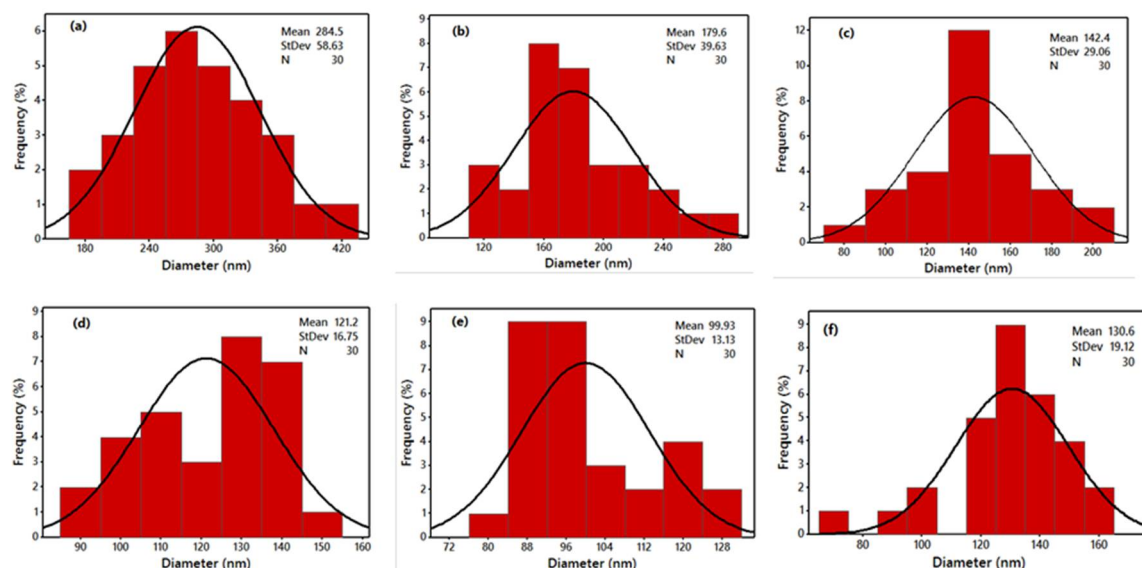 (a)
Mean 284.5
StDev 58.63
N 30
Frequency (%)
6
5
4
3
2
1
0
180 240 300 360 420
Diameter (nm)
(b)
Mean 179.6
StDev 39.63
N 30
Frequency (%)
9
8
7
6
5
4
3
2
1
0
120 160 200 240 280
Diameter (nm)
(c)
Mean 142.4
StDev 29.06
N 30
Frequency (%)
12
10
8
6
4
2
0
80 100 120 140 160 180 200
Diameter (nm)
(d)
Mean 121.2
StDev 16.75
N 30
Frequency (%)
9
8
7
6
5
4
3
2
1
0
90 100 110 120 130 140 150 160
Diameter (nm)
(e)
Mean 99.93
StDev 13.13
N 30
Frequency (%)
9
8
7
6
5
4
3
2
1
0
72 80 88 96 104 112 120 128
Diameter (nm)
(f)
Mean 130.6
StDev 19.12
N 30
Frequency (%)
9
8
7
6
5
4
3
2
1
0
80 100 120 140 160
Diameter (nm)